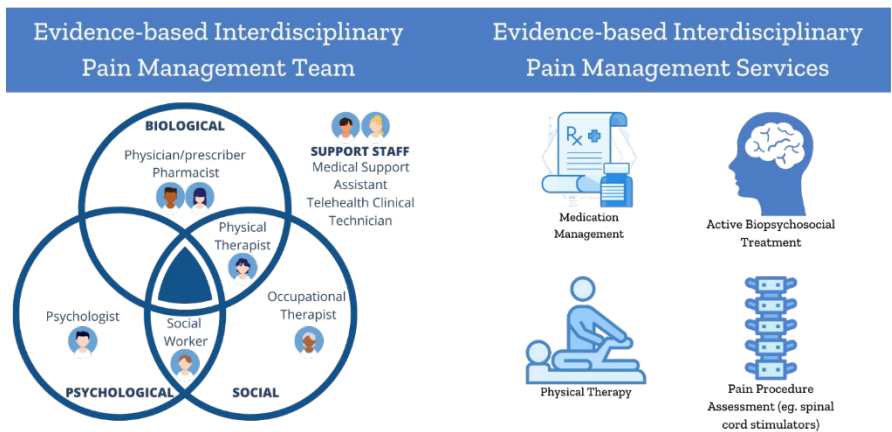 Evidence-based Interdisciplinary
Pain Management Team
BIOLOGICAL
Physician/prescriber
Pharmacist
SUPPORT STAFF
Medical Support
Assistant
Telehealth Clinical
Technician
Physical
Therapist
Psychologist
Social
Worker
Occupational
Therapist
PSYCHOLOGICAL
SOCIAL
Evidence-based Interdisciplinary
Pain Management Services
Rx
Medication
Management
Active Biopsychosocial
Treatment
Physical Therapy
Pain Procedure
Assessment (eg. spinal
cord stimulators)